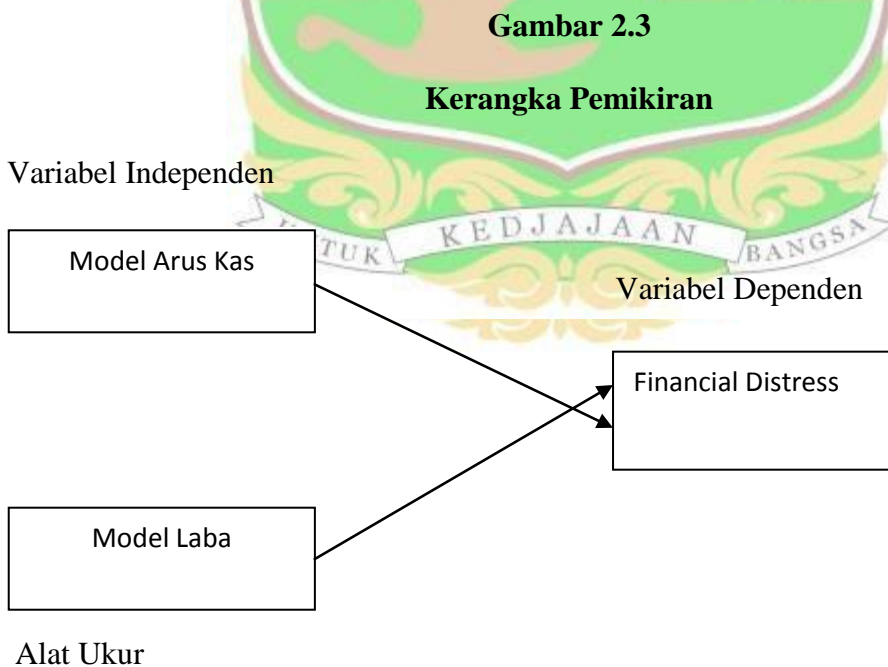 Gambar 2.3
Kerangka Pemikiran
Variabel Independen
UNTUK KEDJAJAAN BANGSA
Model Arus Kas
Variabel Dependen
Financial Distress
Model Laba
Alat Ukur